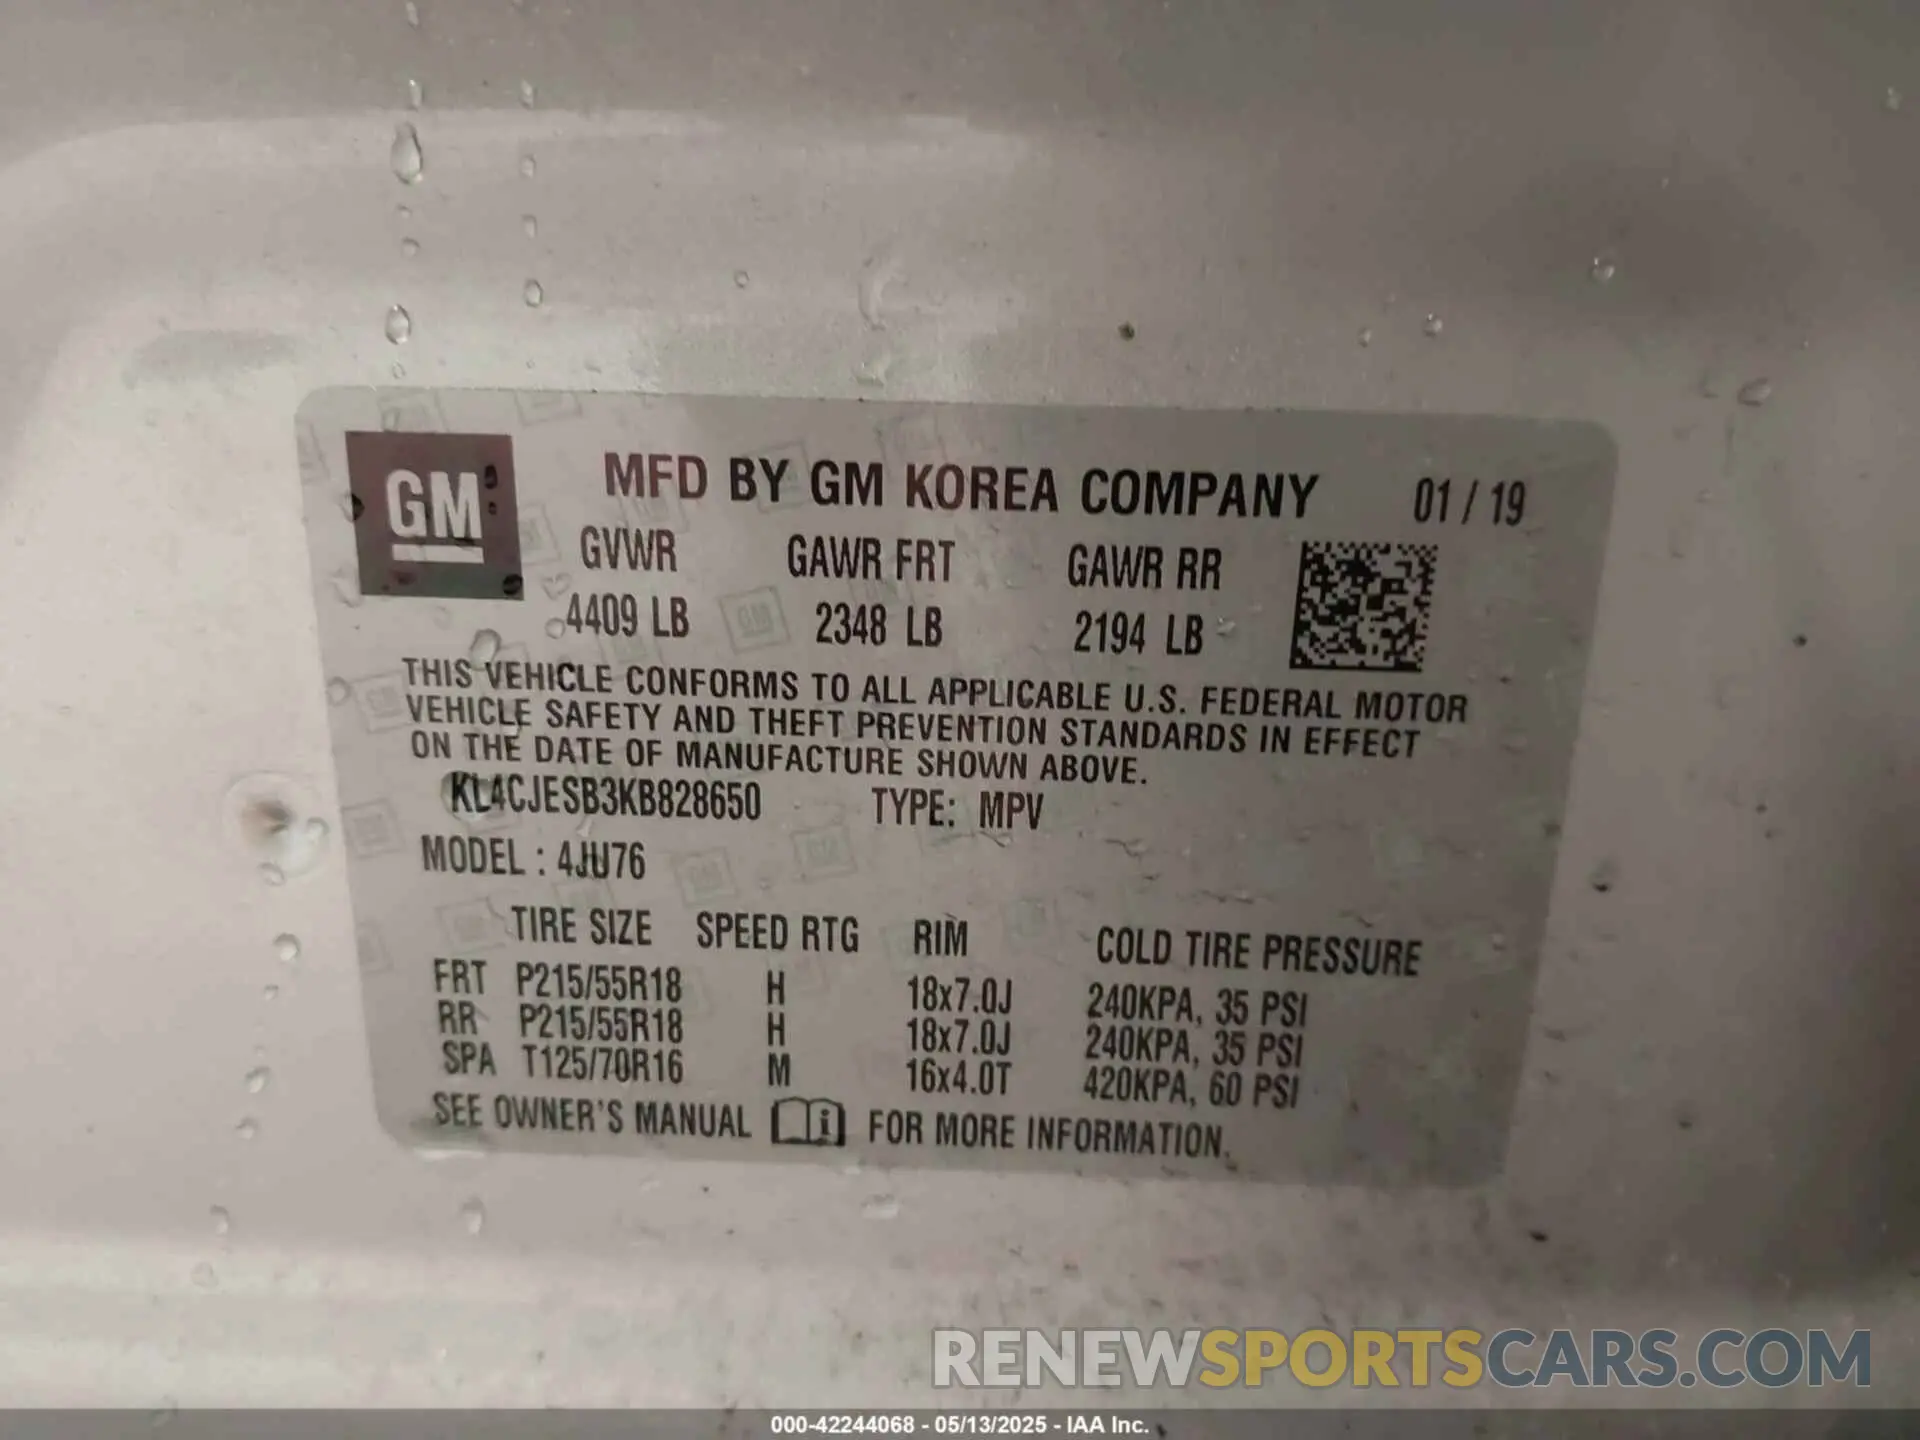 GM
MFD BY GM KOREA COMPANY 01 / 19
GVWR GAWR FRT GAWR RR
4409 LB 2348 LB 2194 LB
THIS VEHICLE CONFORMS TO ALL APPLICABLE U.S. FEDERAL MOTOR
VEHICLE SAFETY AND THEFT PREVENTION STANDARDS IN EFFECT
ON THE DATE OF MANUFACTURE SHOWN ABOVE.
KL4CJESB3KB828650 TYPE: MPV
MODEL : 4JU76
TIRE SIZE SPEED RTG RIM COLD TIRE PRESSURE
FRT P215/55R18 H 18x7.0J 240KPA, 35 PSI
RR P215/55R18 H 18x7.0J 240KPA, 35 PSI
SPA T125/70R16 M 16x4.0T 420KPA, 60 PSI
SEE OWNER'S MANUAL i FOR MORE INFORMATION.
RENEWSPORTSCARS.COM
000-42244068 - 05/13/2025 - IAA Inc.